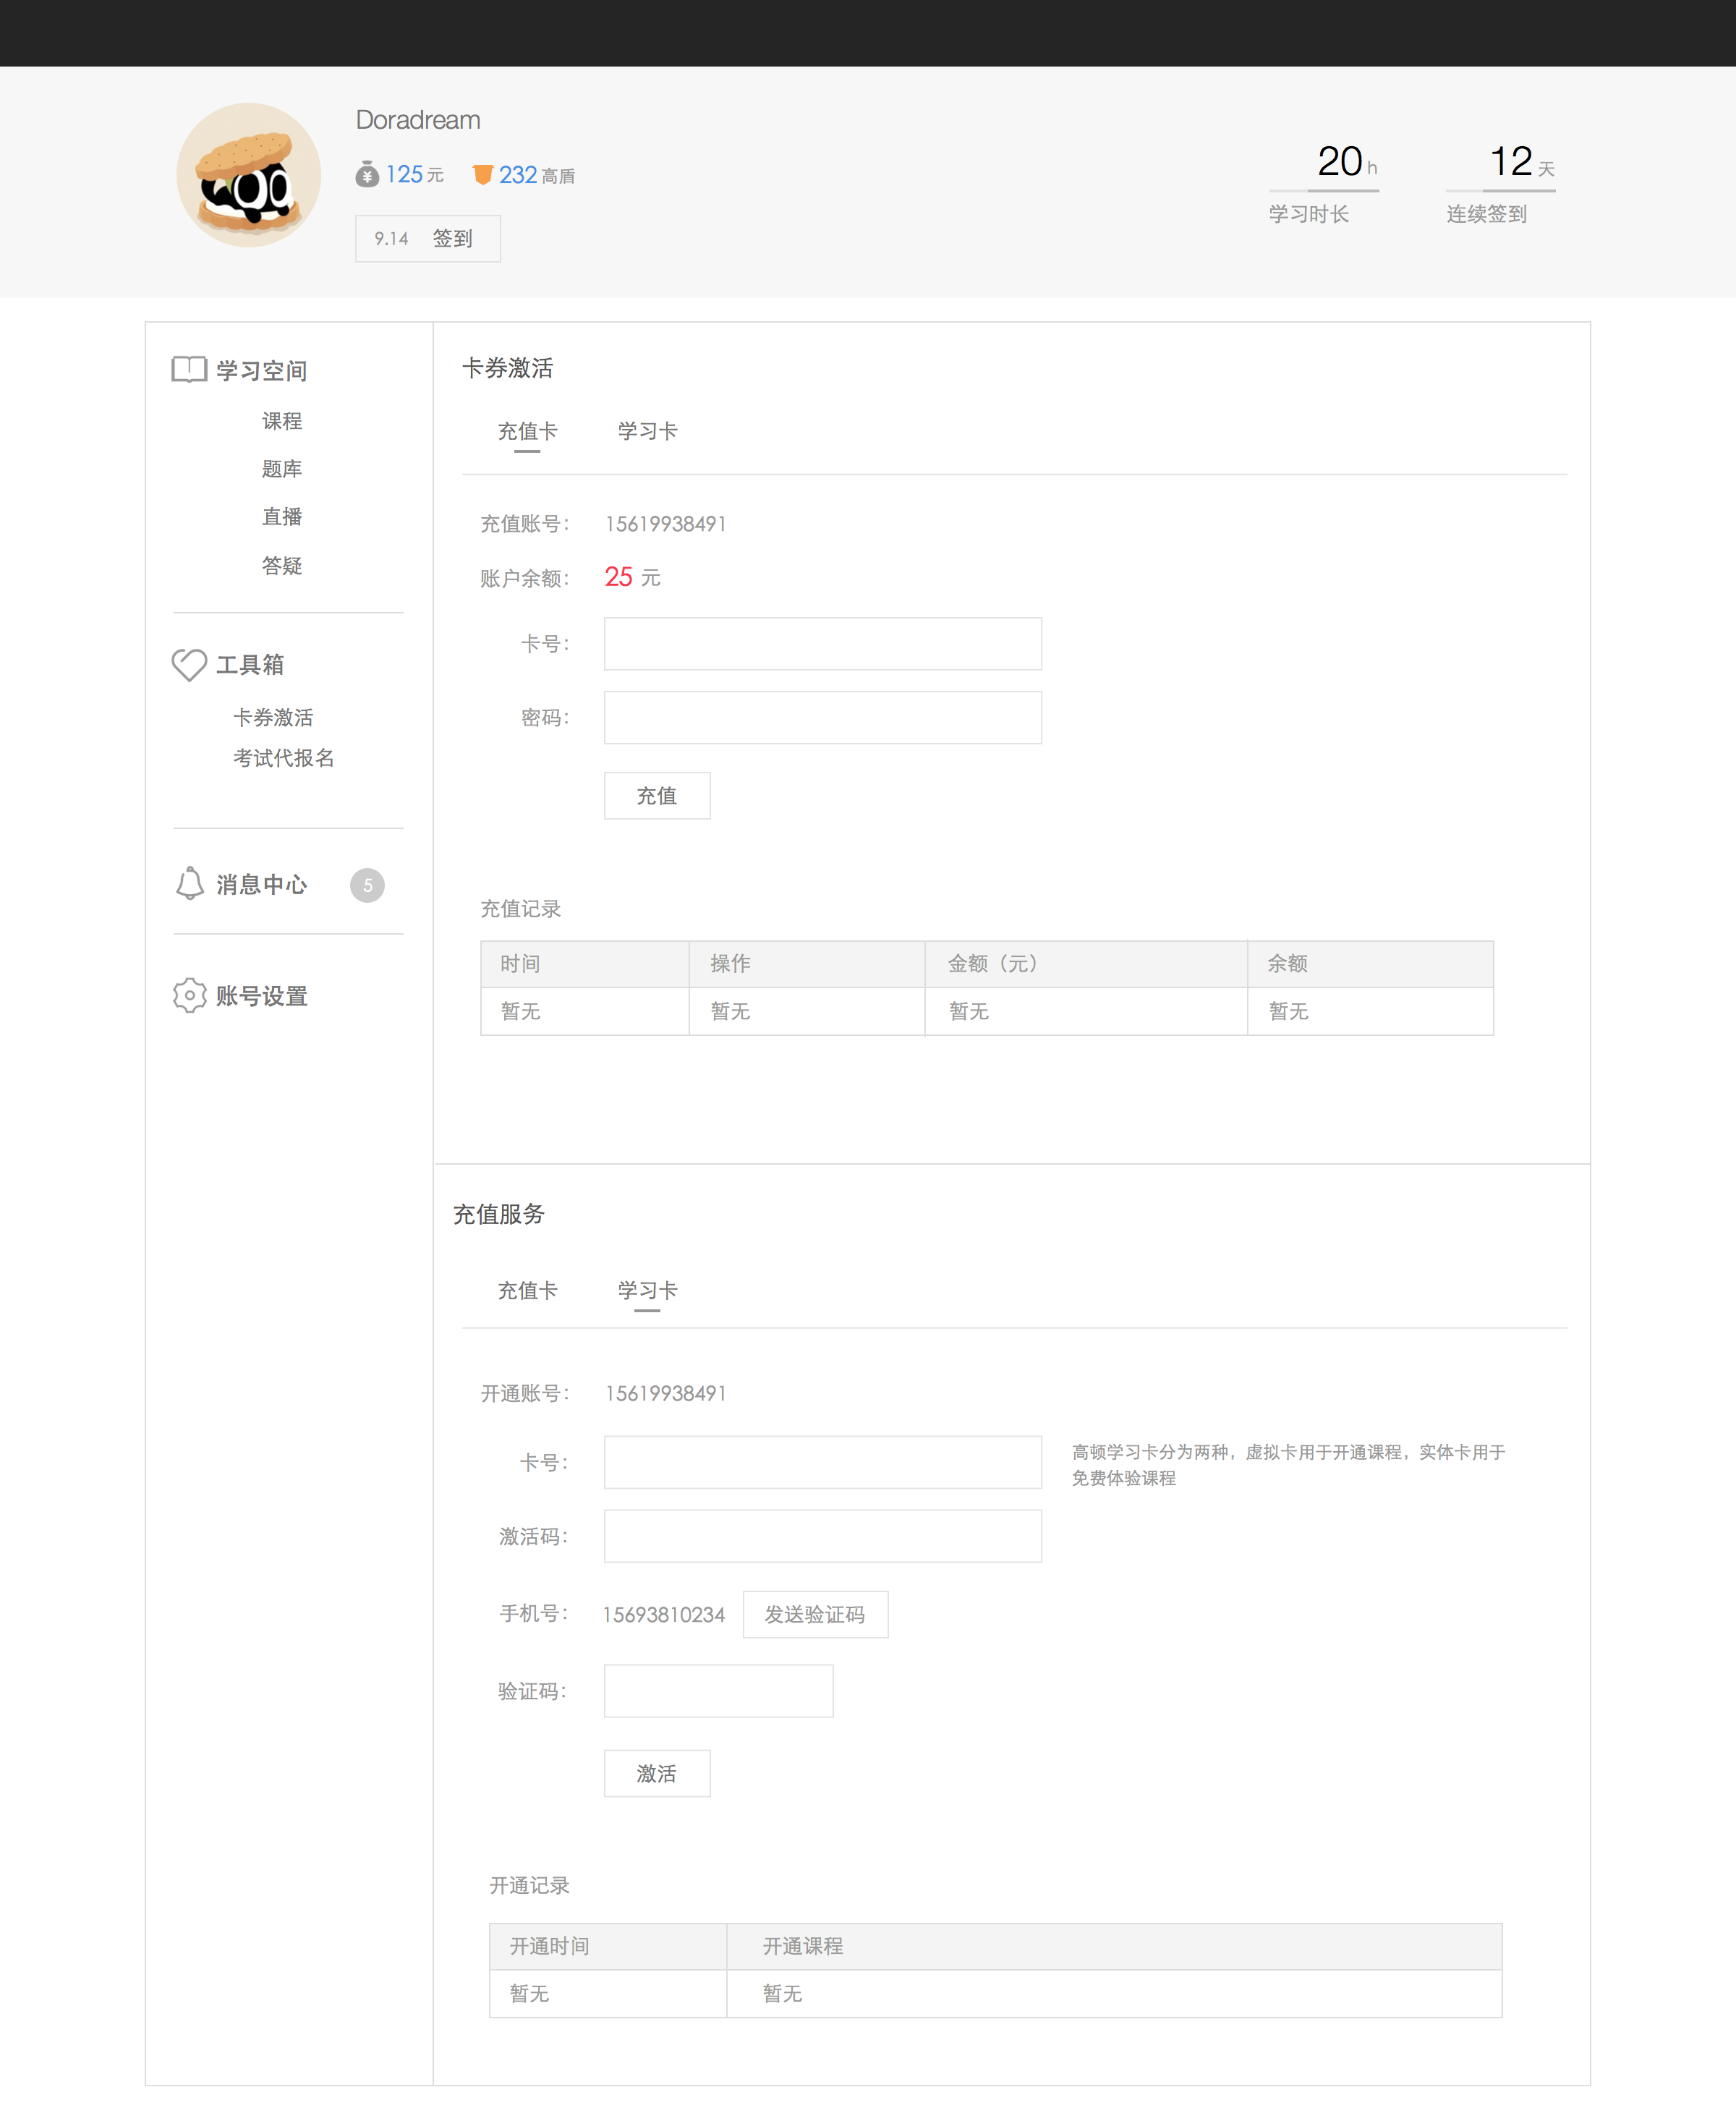 Doradream
125 元 232 高盾
9.14 签到
20 h
学习时长
12 天
连续签到
学习空间
课程
题库
直播
答疑
工具箱
卡券激活
考试代报名
消息中心 5
账号设置
卡券激活
充值卡 学习卡
充值账号： 15619938491
账户余额： 25 元
卡号：
密码：
充值
充值记录
时间 操作 金额（元） 余额
暂无 暂无 暂无 暂无
充值服务
充值卡 学习卡
开通账号： 15619938491
卡号：
高顿学习卡分为两种，虚拟卡用于开通课程，实体卡用于
免费体验课程
激活码：
手机号： 15693810234 发送验证码
验证码：
激活
开通记录
开通时间 开通课程
暂无 暂无